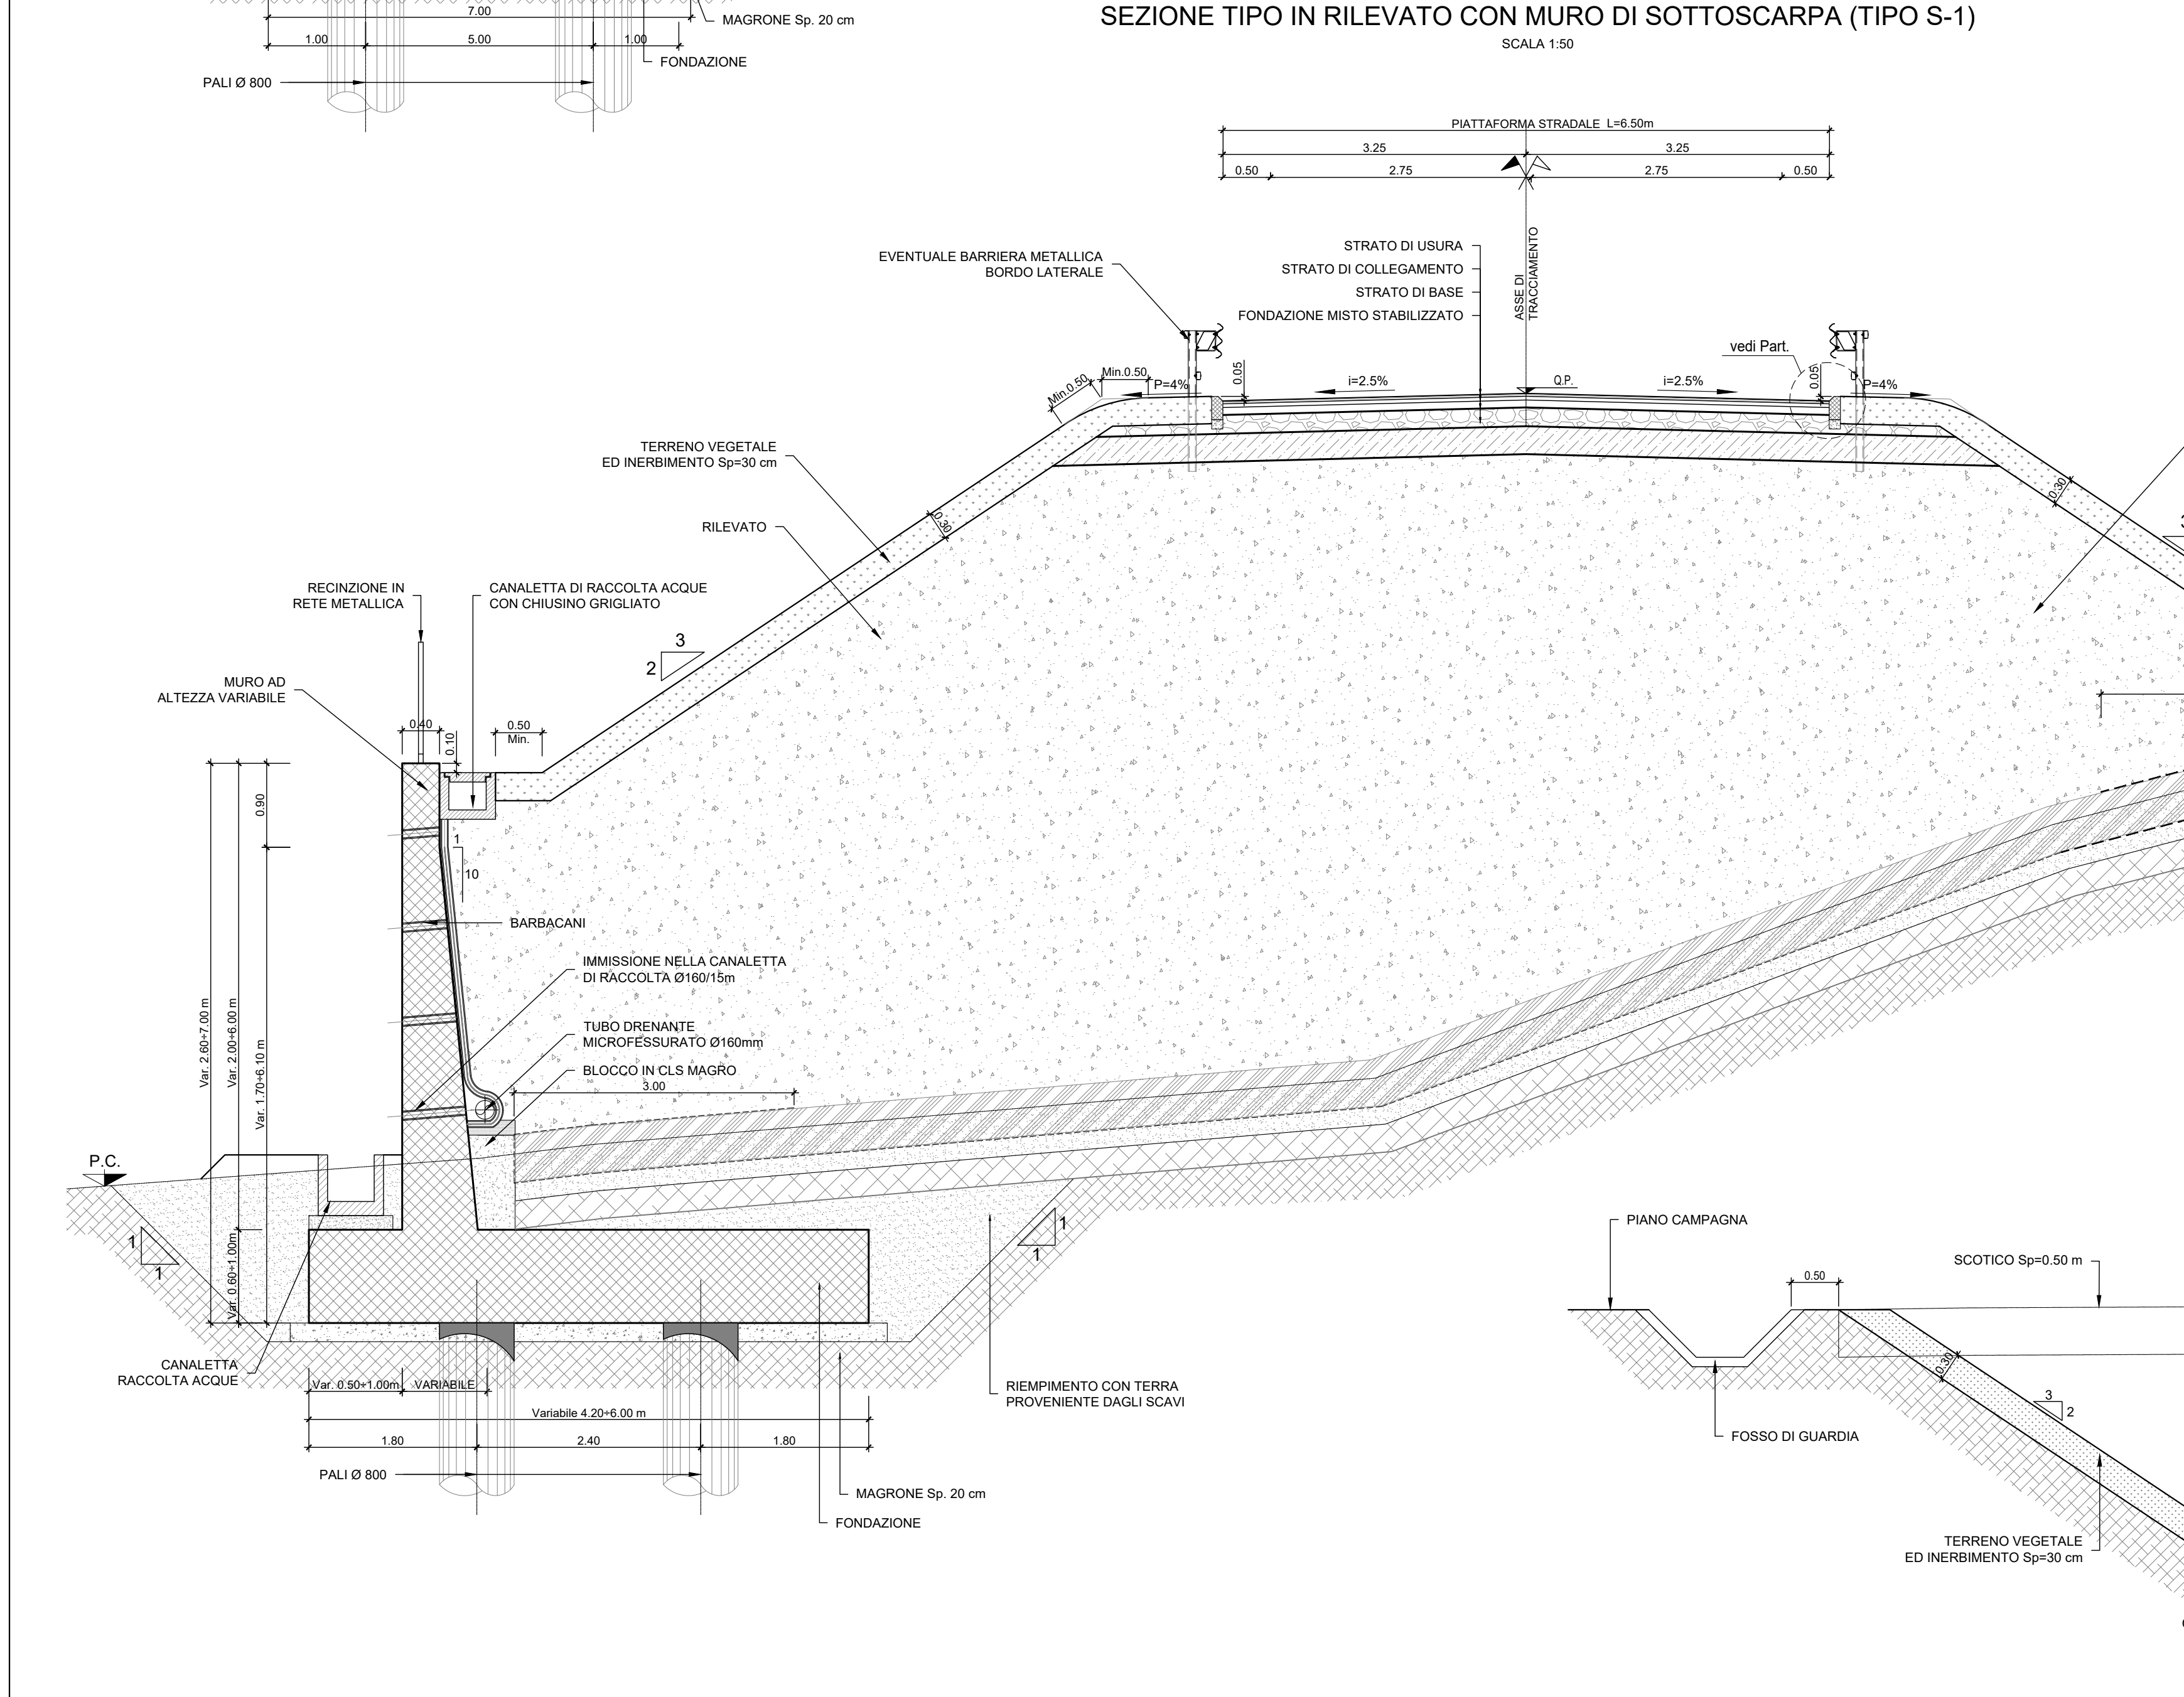 7.00
MAGRONE Sp. 20 cm
1.00
5.00
1.00
FONDAZIONE
PALI Ø 800
SEZIONE TIPO IN RILEVATO CON MURO DI SOTTOSCARPA (TIPO S-1)
SCALA 1:50
PIATTAFORMA STRADALE L=6.50m
3.25
3.25
0.50
2.75
2.75
0.50
EVENTUALE BARRIERA METALLICA
BORDO LATERALE
STRATO DI USURA
STRATO DI COLLEGAMENTO
STRATO DI BASE
FONDAZIONE MISTO STABILIZZATO
ASSE DI
TRACCIAMENTO
vedi Part.
Min.0.50
Min.0.50
P=4%
0.05
i=2.5%
Q.P.
i=2.5%
0.05
P=4%
TERRENO VEGETALE
ED INERBIMENTO Sp=30 cm
0.30
0.30
RILEVATO
3
RECINZIONE IN
RETE METALLICA
CANALETTA DI RACCOLTA ACQUE
CON CHIUSINO GRIGLIATO
3
2
MURO AD
ALTEZZA VARIABILE
0.40
0.10
0.50
Min.
0.90
1
10
BARBACANI
IMMISSIONE NELLA CANALETTA
DI RACCOLTA Ø160/15m
Var. 2.60÷7.00 m
Var. 2.00÷6.00 m
Var. 1.70÷6.10 m
TUBO DRENANTE
MICROFESSURATO Ø160mm
BLOCCO IN CLS MAGRO
3.00
P.C.
1
1
Var. 0.60÷1.00m
1
1
CANALETTA
RACCOLTA ACQUE
Var. 0.50÷1.00m
VARIABILE
RIEMPIMENTO CON TERRA
PROVENIENTE DAGLI SCAVI
Variabile 4.20÷6.00 m
1.80
2.40
1.80
PALI Ø 800
MAGRONE Sp. 20 cm
FONDAZIONE
PIANO CAMPAGNA
SCOTICO Sp=0.50 m
0.50
0.30
3
2
FOSSO DI GUARDIA
TERRENO VEGETALE
ED INERBIMENTO Sp=30 cm